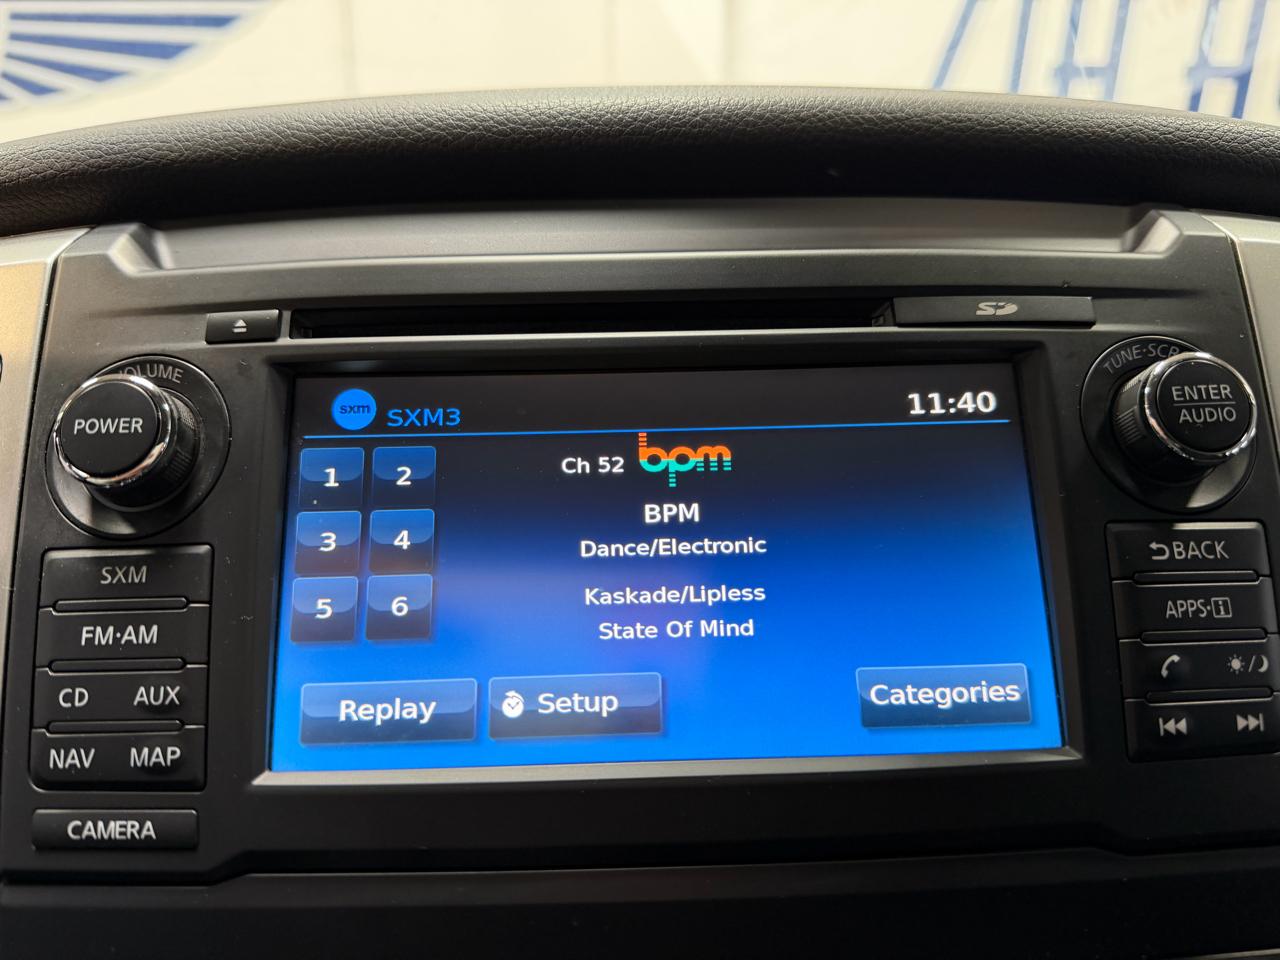 SD
VOLUME
POWER
TUNE·SCR
ENTER
AUDIO
sxm SXM3
11:40
1 2
Ch 52 bpm
BPM
3 4
Dance/Electronic
5 6
Kaskade/Lipless
State Of Mind
Replay
Setup
Categories
SXM
FM·AM
CD AUX
NAV MAP
CAMERA
BACK
APPS·i